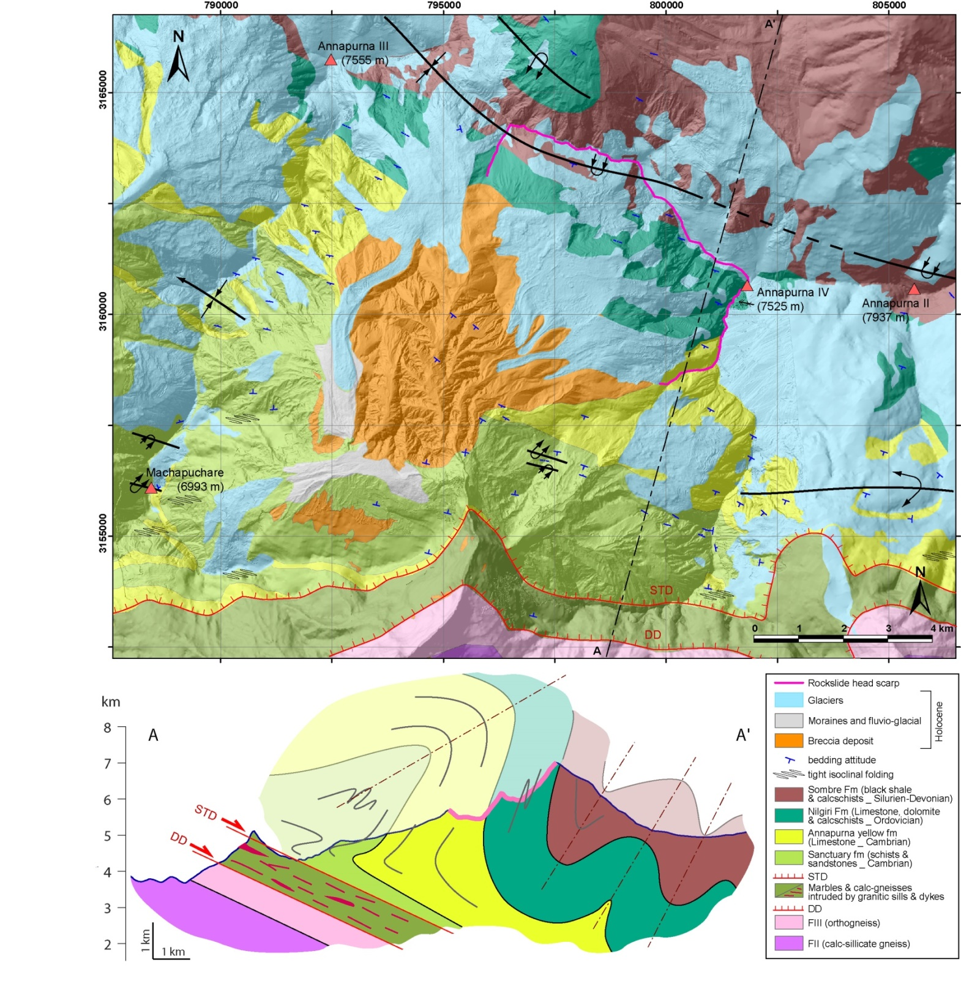 790000
795000
800000
805000
A'
N
Annapurna III
(7555 m)
3165000
3160000
Annapurna IV
(7525 m)
Annapurna II
(7937 m)
Machapuchare
(6993 m)
3155000
STD
N
DD
0 1 2 3 4 km
A
km
8
7
6
5
4
3
2
A
A'
STD
DD
1 km
1 km
Rockslide head scarp
Glaciers
Moraines and fluvio-glacial
Breccia deposit
Holocene
bedding attitude
tight isoclinal folding
Sombre Fm (black shale
& calcschists _ Silurien-Devonian)
Nilgiri Fm (Limestone, dolomite
& calcschists _ Ordovician)
Annapurna yellow fm
(Limestone _ Cambrian)
Sanctuary fm (schists &
sandstones _ Cambrian)
STD
Marbles & calc-gneisses
intruded by granitic sills & dykes
DD
FIII (orthogneiss)
FII (calc-sillicate gneiss)